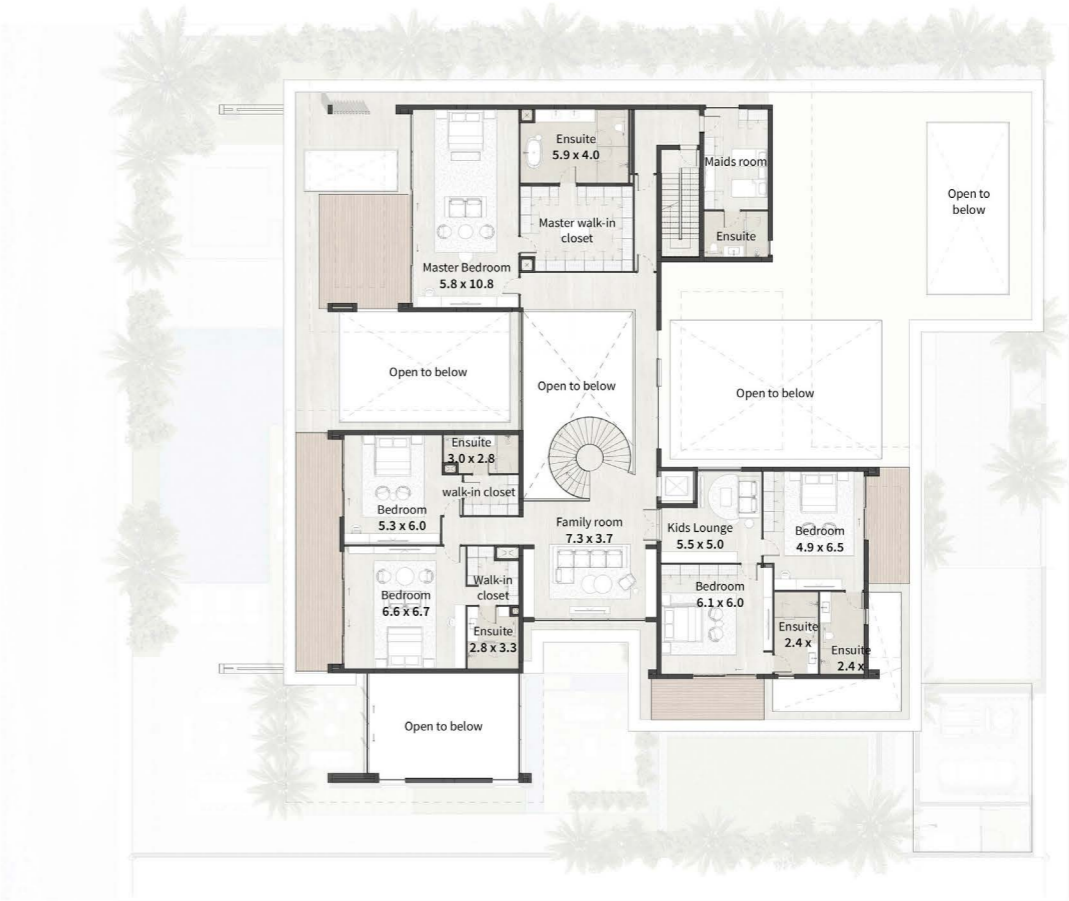 Ensuite
5.9 x 4.0
Maids room
Open to
below
Master walk-in
closet
Ensuite
Master Bedroom
5.8 x 10.8
Open to below
Open to below
Open to below
Ensuite
3.0 x 2.8
walk-in closet
Bedroom
5.3 x 6.0
Family room
7.3 x 3.7
Kids Lounge
5.5 x 5.0
Bedroom
4.9 x 6.5
Bedroom
6.6 x 6.7
Walk-in
closet
Bedroom
6.1 x 6.0
Ensuite
2.8 x 3.3
Ensuite
2.4 x
Ensuite
2.4 x
Open to below